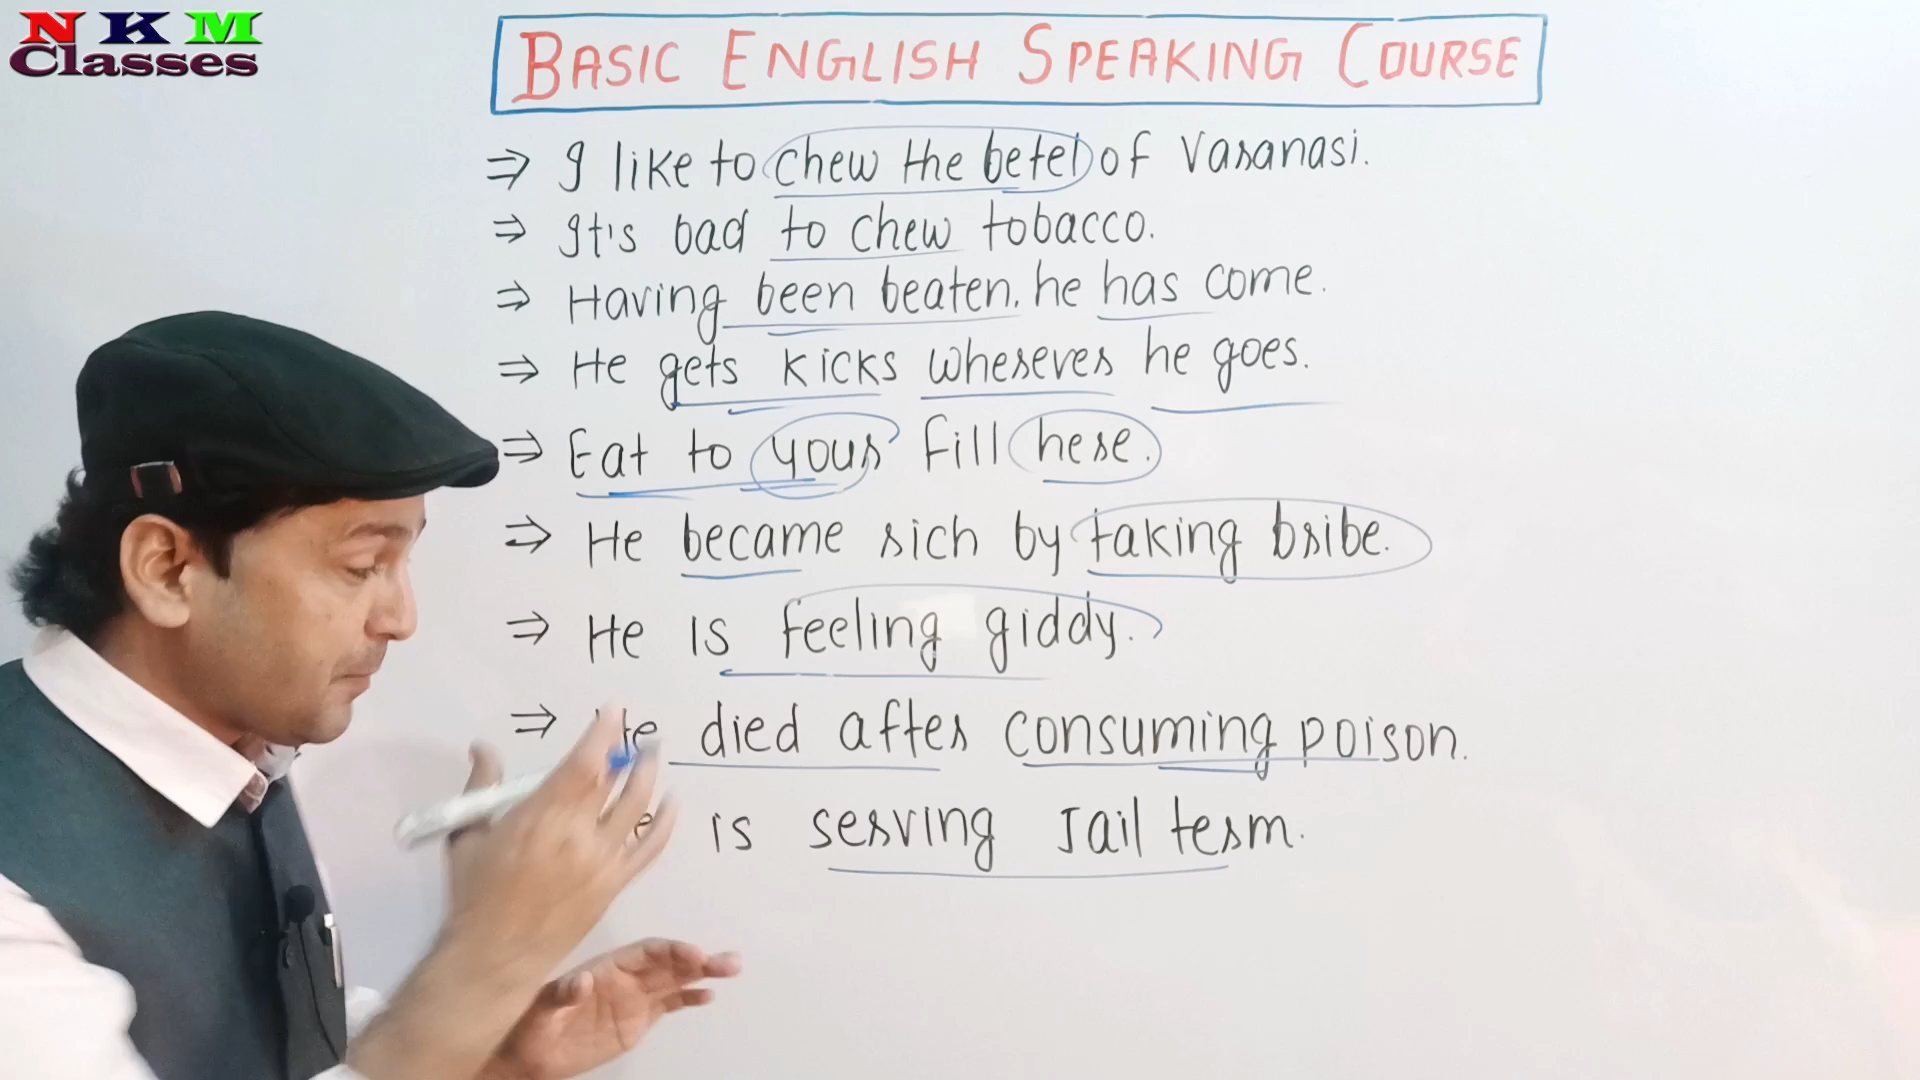 NKM
Classes
BASIC ENGLISH SPEAKING COURSE
⇒ I like to chew the betel of Varanasi.
⇒ It's bad to chew tobacco.
⇒ Having been beaten, he has come.
⇒ He gets kicks wherever he goes.
⇒ Eat to your fill here.
⇒ He became rich by taking bribe.
⇒ He is feeling giddy.
⇒ He died after consuming poison.
is serving Jail term.